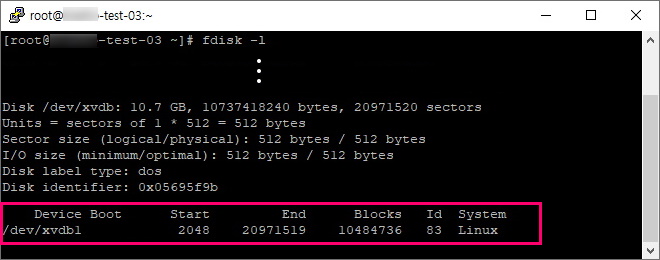 root@ -test-03:~
[root@ -test-03 ~]# fdisk -l
Disk /dev/xvdb: 10.7 GB, 10737418240 bytes, 20971520 sectors
Units = sectors of 1 * 512 = 512 bytes
Sector size (logical/physical): 512 bytes / 512 bytes
I/O size (minimum/optimal): 512 bytes / 512 bytes
Disk label type: dos
Disk identifier: 0x05695f9b
Device Boot Start End Blocks Id System
/dev/xvdb1 2048 20971519 10484736 83 Linux